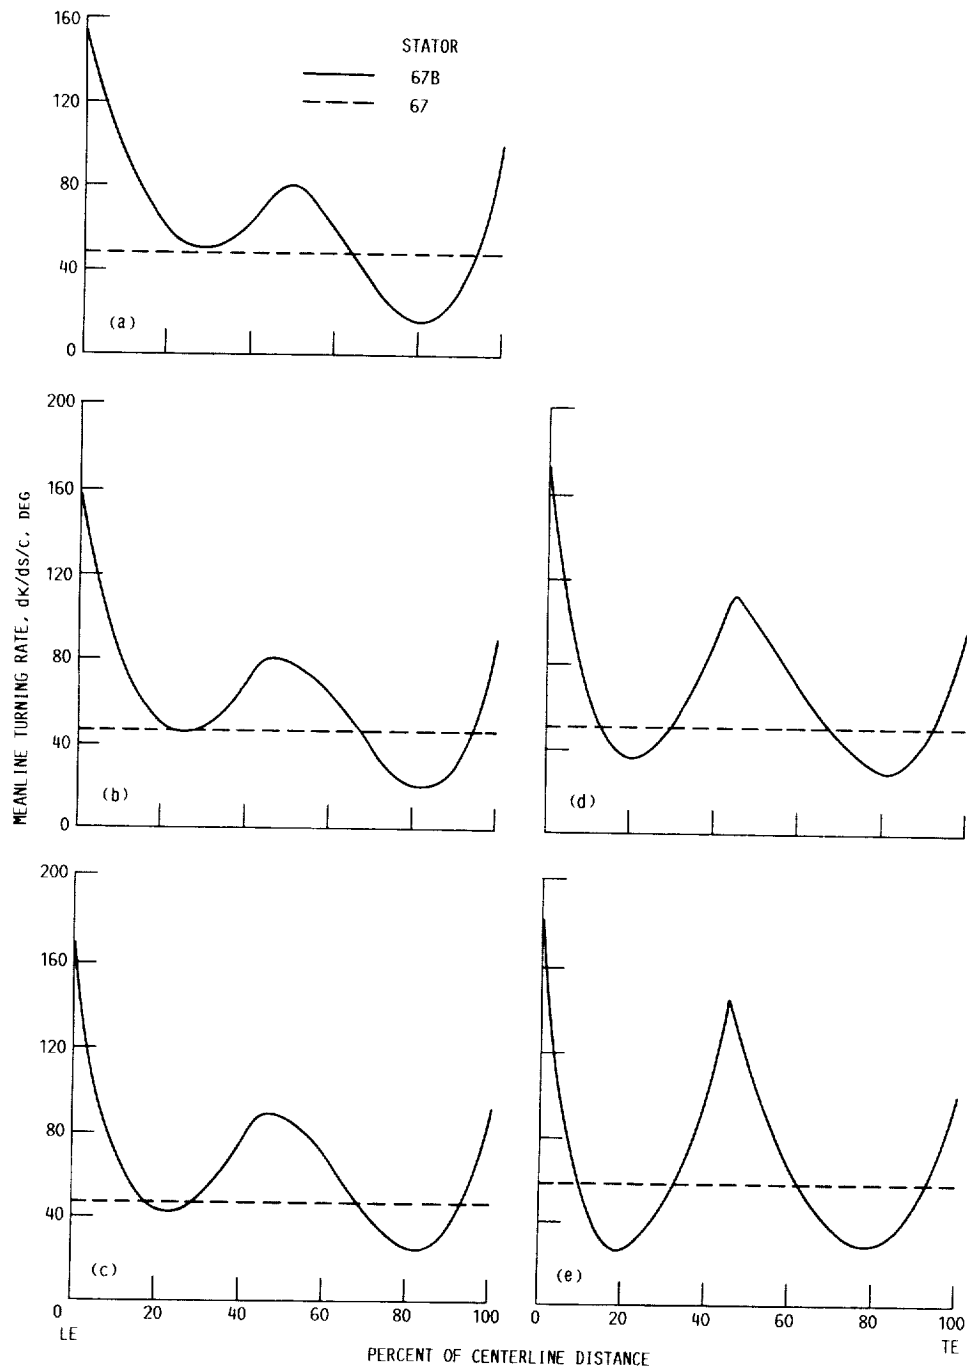 160
120
80
40
0
STATOR
67B
67
(a)
MEANLINE TURNING RATE, dκ/ds/c, DEG
200
160
120
80
40
0
(b)
(d)
200
160
120
80
40
(c)
(e)
0 20 40 60 80 100
LE
0 20 40 60 80 100
TE
PERCENT OF CENTERLINE DISTANCE